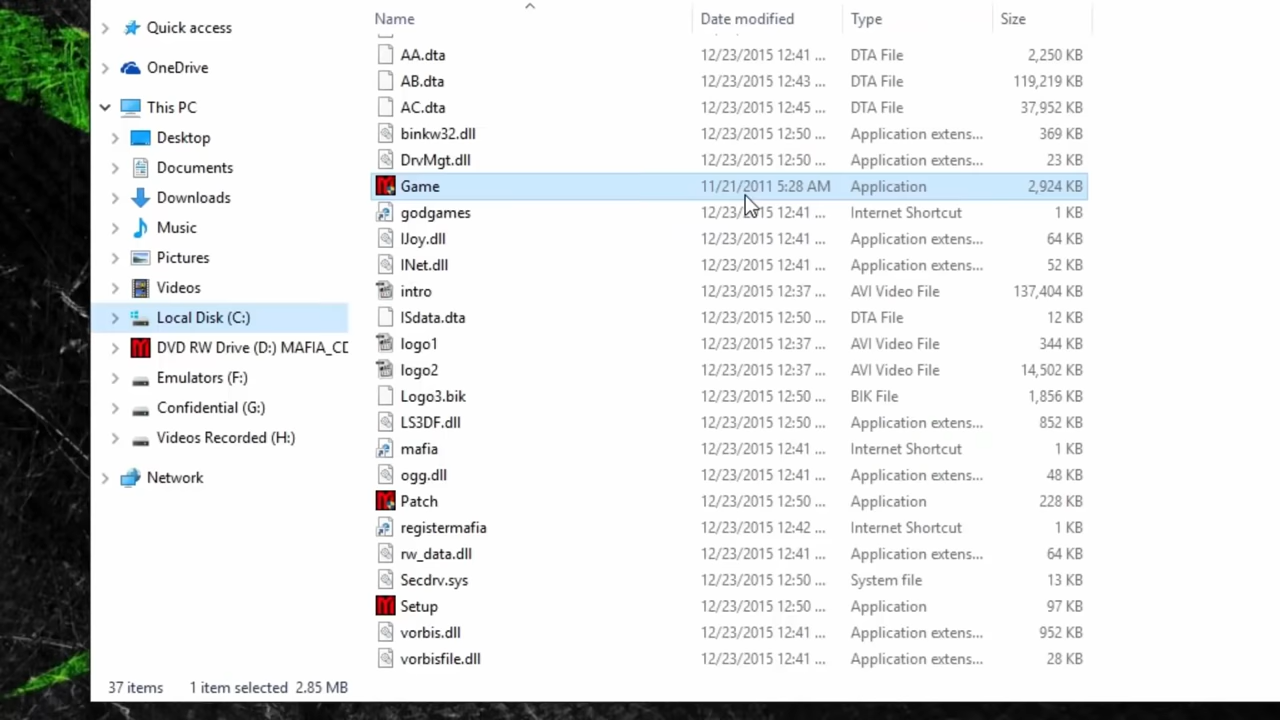 Name Date modified Type Size
Quick access
OneDrive
This PC
Desktop
Documents
Downloads
Music
Pictures
Videos
Local Disk (C:)
DVD RW Drive (D:) MAFIA_CD
Emulators (F:)
Confidential (G:)
Videos Recorded (H:)
Network
AA.dta 12/23/2015 12:41 ... DTA File 2,250 KB
AB.dta 12/23/2015 12:43 ... DTA File 119,219 KB
AC.dta 12/23/2015 12:45 ... DTA File 37,952 KB
binkw32.dll 12/23/2015 12:50 ... Application extens... 369 KB
DrvMgt.dll 12/23/2015 12:50 ... Application extens... 23 KB
Game 11/21/2011 5:28 AM Application 2,924 KB
godgames 12/23/2015 12:41 ... Internet Shortcut 1 KB
IJoy.dll 12/23/2015 12:41 ... Application extens... 64 KB
INet.dll 12/23/2015 12:41 ... Application extens... 52 KB
intro 12/23/2015 12:37 ... AVI Video File 137,404 KB
ISdata.dta 12/23/2015 12:37 ... DTA File 12 KB
logo1 12/23/2015 12:37 ... AVI Video File 344 KB
logo2 12/23/2015 12:37 ... AVI Video File 14,502 KB
Logo3.bik 12/23/2015 12:50 ... BIK File 1,856 KB
LS3DF.dll 12/23/2015 12:50 ... Application extens... 852 KB
mafia 12/23/2015 12:41 ... Internet Shortcut 1 KB
ogg.dll 12/23/2015 12:41 ... Application extens... 48 KB
Patch 12/23/2015 12:50 ... Application 228 KB
registermafia 12/23/2015 12:42 ... Internet Shortcut 1 KB
rw_data.dll 12/23/2015 12:41 ... Application extens... 64 KB
Secdrv.sys 12/23/2015 12:50 ... System file 13 KB
Setup 12/23/2015 12:50 ... Application 97 KB
vorbis.dll 12/23/2015 12:41 ... Application extens... 952 KB
vorbisfile.dll 12/23/2015 12:41 ... Application extens... 28 KB
37 items 1 item selected 2.85 MB